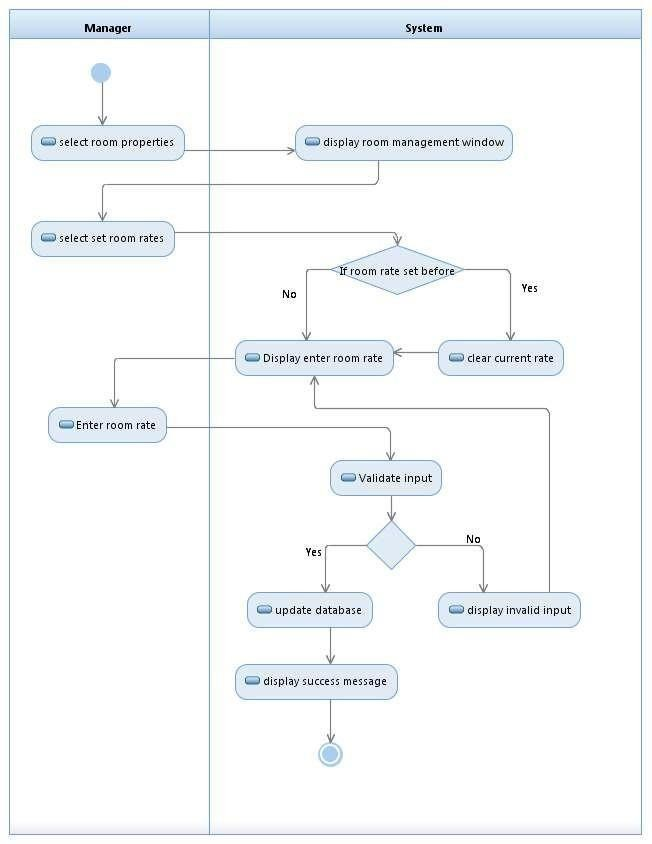 Manager
System
select room properties
display room management window
select set room rates
If room rate set before
No
Yes
Display enter room rate
clear current rate
Enter room rate
Validate input
Yes
No
update database
display invalid input
display success message